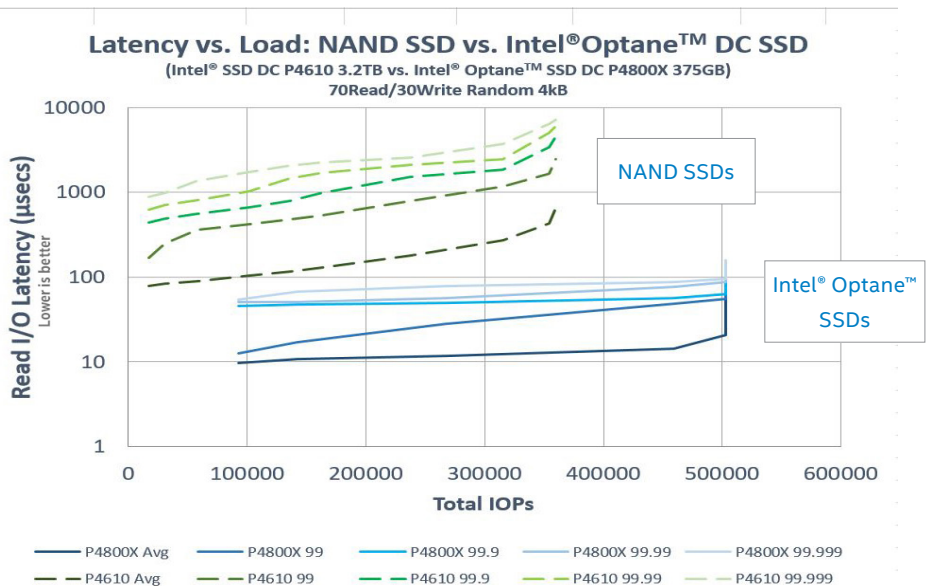 Latency vs. Load: NAND SSD vs. Intel®Optane™ DC SSD
(Intel® SSD DC P4610 3.2TB vs. Intel® Optane™ SSD DC P4800X 375GB)
70Read/30Write Random 4kB
Read I/O Latency (µsecs)
Lower is better
10000
1000
100
10
1
NAND SSDs
Intel® Optane™
SSDs
0 100000 200000 300000 400000 500000 600000
Total IOPs
P4800X Avg P4800X 99 P4800X 99.9 P4800X 99.99 P4800X 99.999
P4610 Avg P4610 99 P4610 99.9 P4610 99.99 P4610 99.999